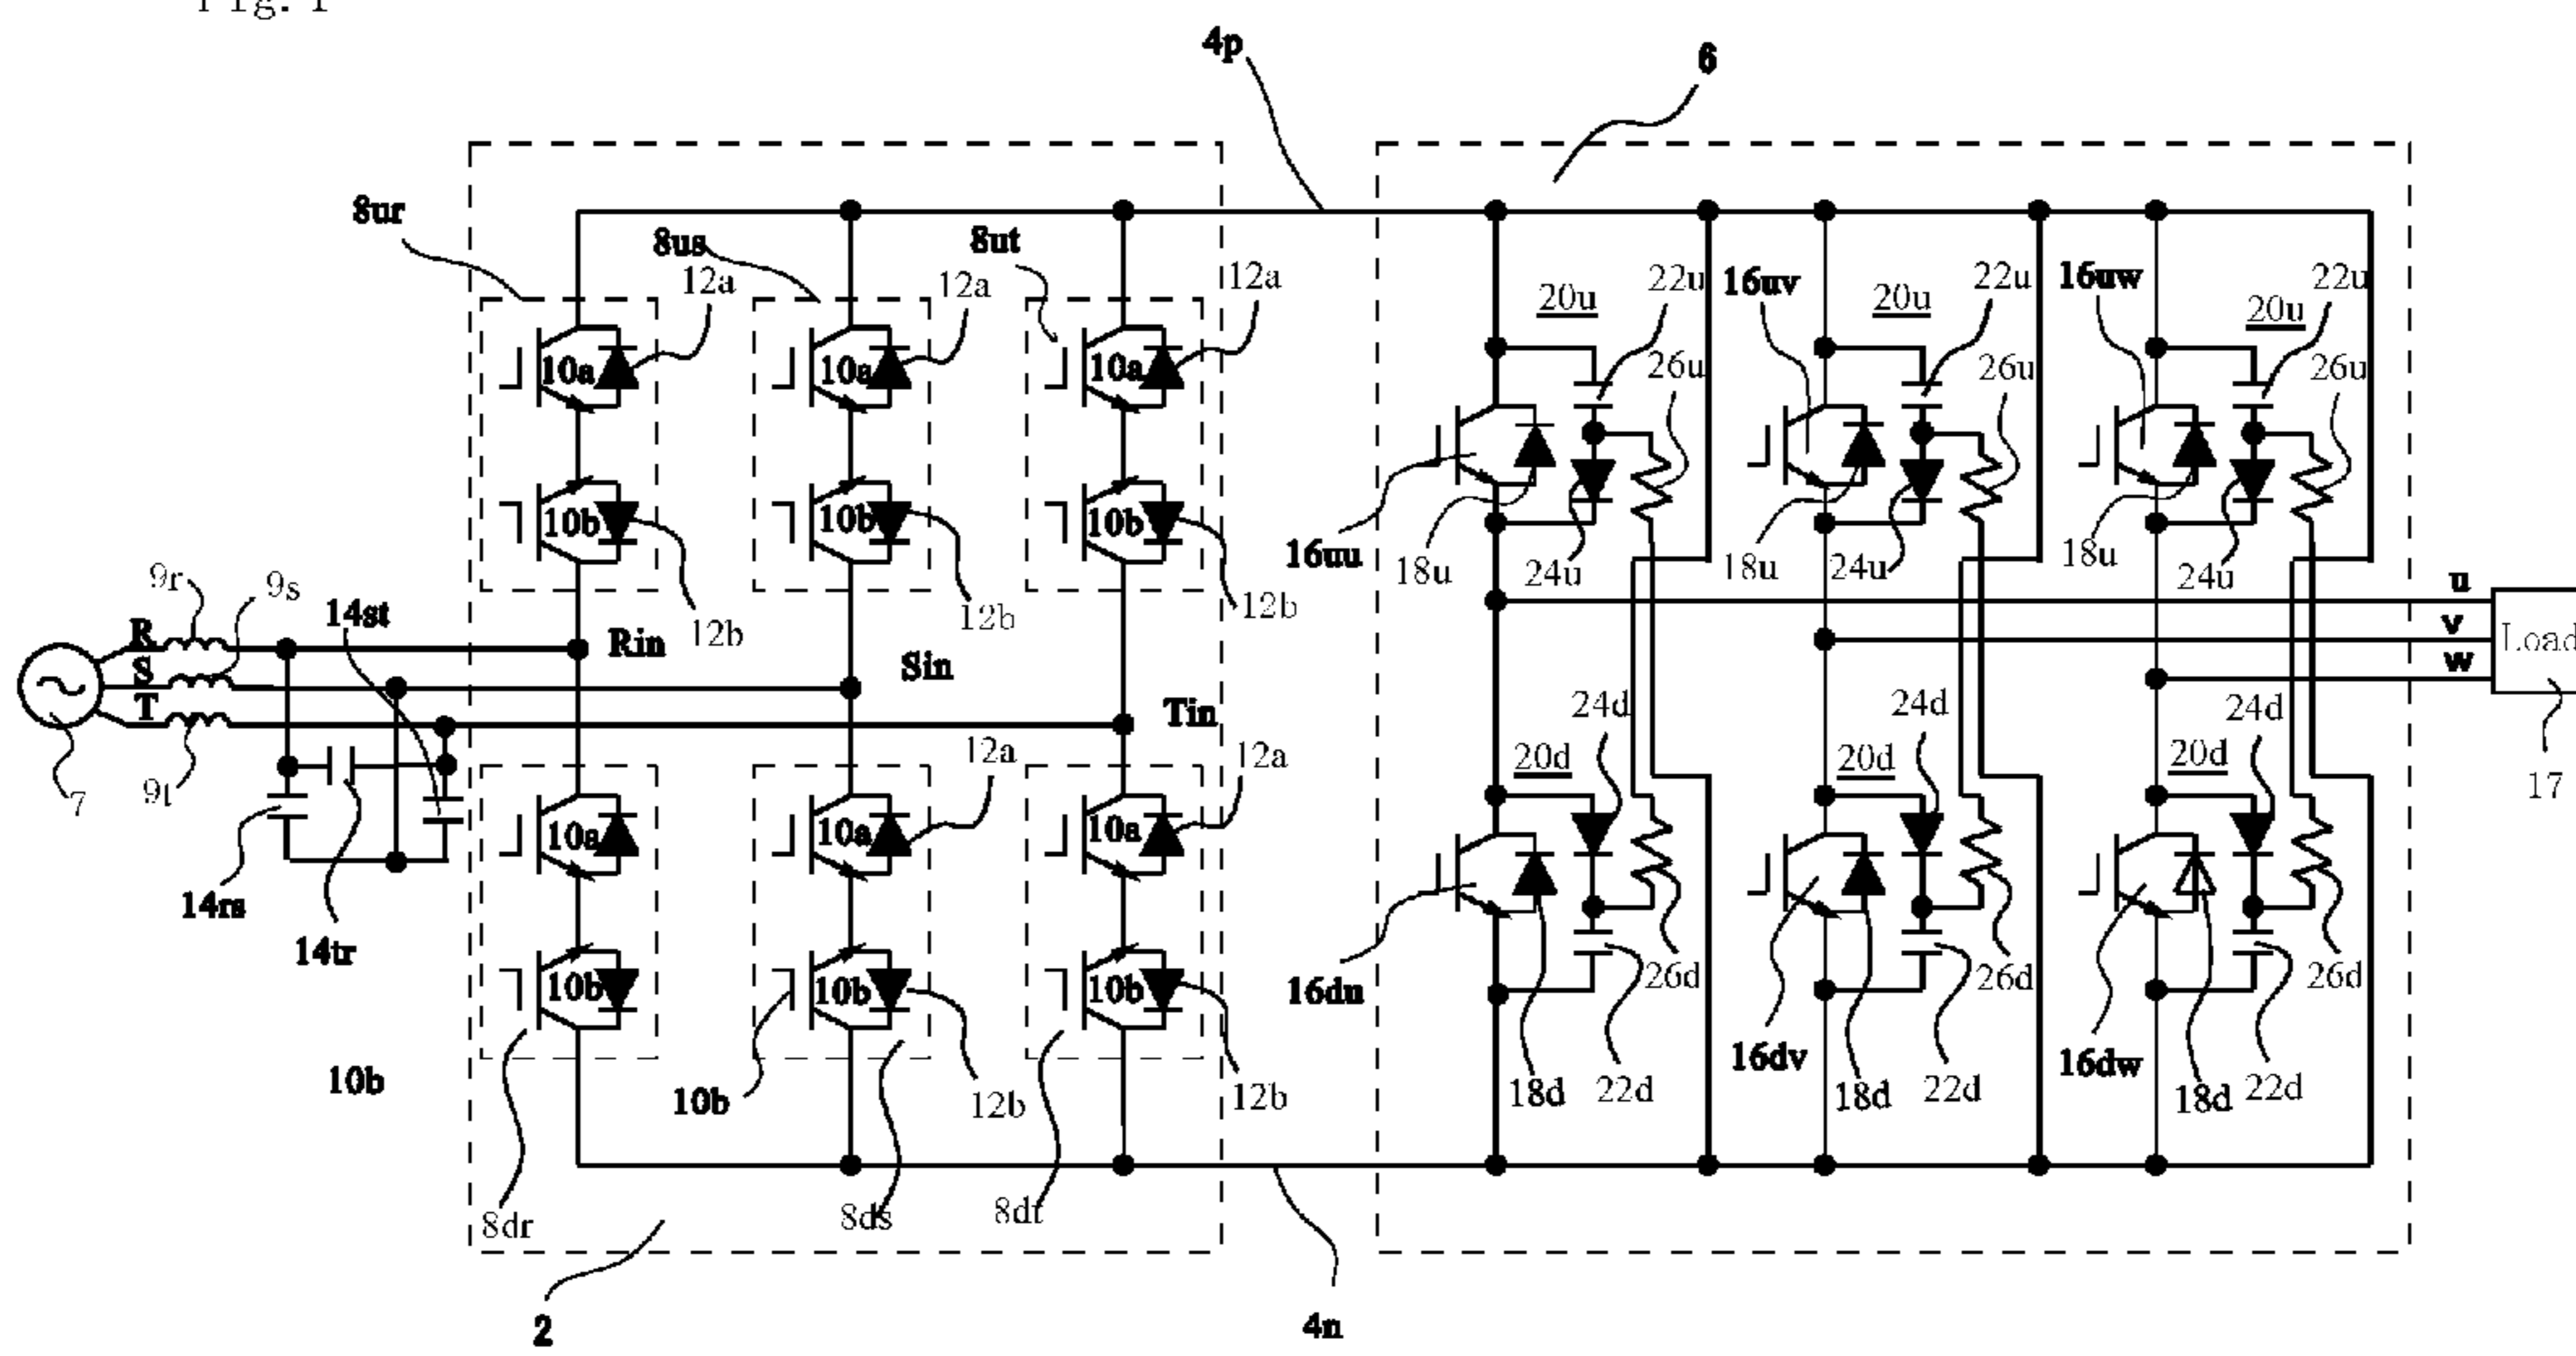 Fig. 1
4p
6
8ur
8us
8ut
12a
12a
12a
10a
10a
10a
10b
10b
10b
12b
12b
12b
20u
22u
16uv
20u
22u
16uw
20u
22u
26u
26u
26u
16uu
18u
24u
18u
24u
18u
24u
9r
9s
14st
R
S
T
Rin
Sin
Tin
7
9t
14rs
14tr
u
v
w
Load
17
12a
12a
10a
10a
10a
10b
10b
10b
10b
10b
12b
12b
24d
20d
24d
20d
24d
20d
16du
26d
26d
26d
18d
22d
16dv
18d
22d
16dw
18d
22d
8dr
8ds
8dt
2
4n